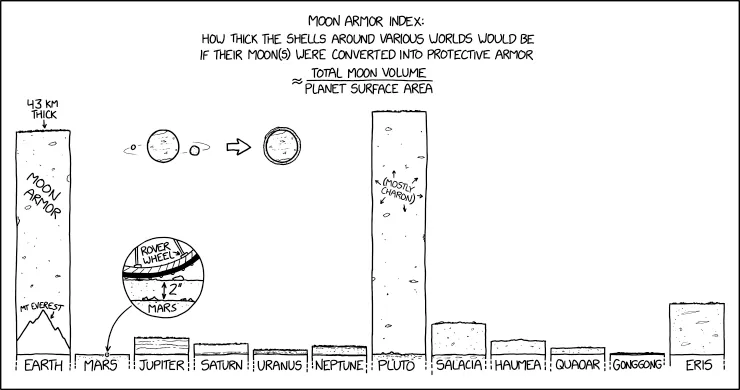 MOON ARMOR INDEX:
HOW THICK THE SHELLS AROUND VARIOUS WORLDS WOULD BE
IF THEIR MOON(S) WERE CONVERTED INTO PROTECTIVE ARMOR
≈ TOTAL MOON VOLUME
PLANET SURFACE AREA
43 KM
THICK
MOON
ARMOR
MT EVEREST
ROVER
WHEEL
2"
MARS
(MOSTLY
CHARON)
EARTH
MARS
JUPITER
SATURN
URANUS
NEPTUNE
PLUTO
SALACIA
HAUMEA
QUAOAR
GONGGONG
ERIS